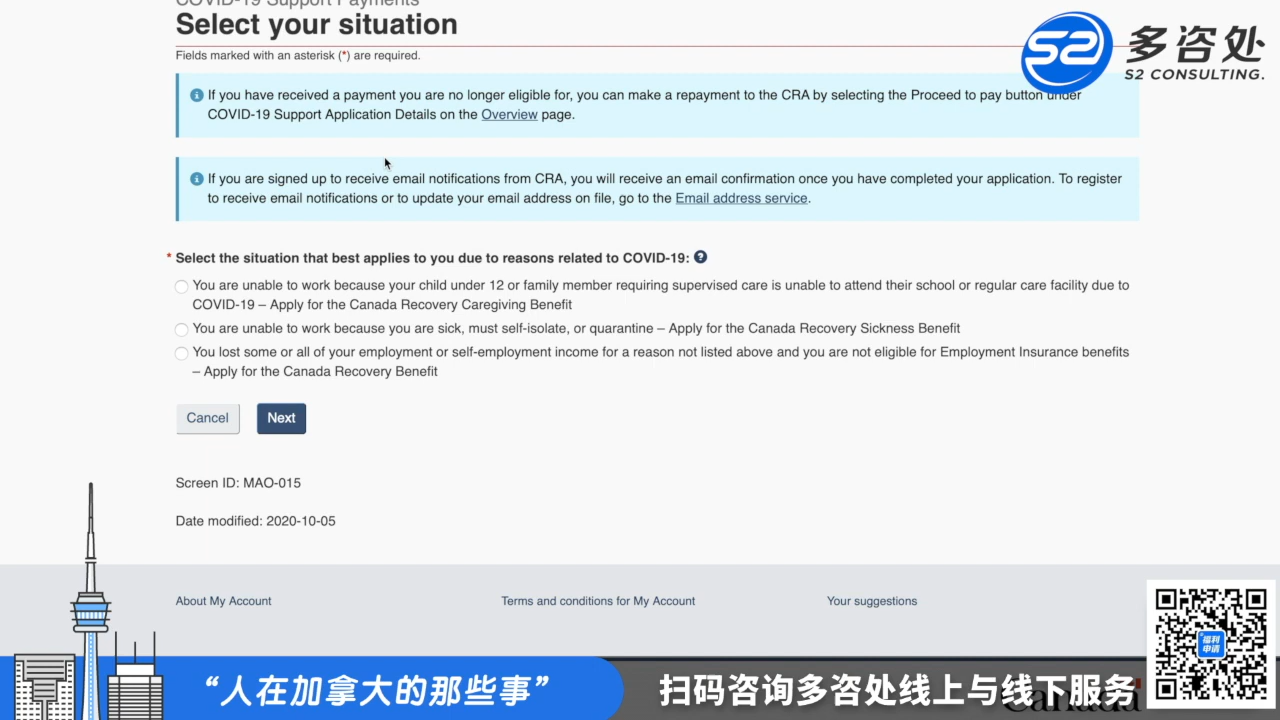 COVID-19 Support Payments
Select your situation
Fields marked with an asterisk (*) are required.
多咨处
S2 CONSULTING.
If you have received a payment you are no longer eligible for, you can make a repayment to the CRA by selecting the Proceed to pay button under
COVID-19 Support Application Details on the Overview page.
If you are signed up to receive email notifications from CRA, you will receive an email confirmation once you have completed your application. To register
to receive email notifications or to update your email address on file, go to the Email address service.
* Select the situation that best applies to you due to reasons related to COVID-19:
You are unable to work because your child under 12 or family member requiring supervised care is unable to attend their school or regular care facility due to
COVID-19 – Apply for the Canada Recovery Caregiving Benefit
You are unable to work because you are sick, must self-isolate, or quarantine – Apply for the Canada Recovery Sickness Benefit
You lost some or all of your employment or self-employment income for a reason not listed above and you are not eligible for Employment Insurance benefits
– Apply for the Canada Recovery Benefit
Cancel Next
Screen ID: MAO-015
Date modified: 2020-10-05
About My Account Terms and conditions for My Account Your suggestions
福利
申请
“人在加拿大的那些事” 扫码咨询多咨处线上与线下服务
Canada